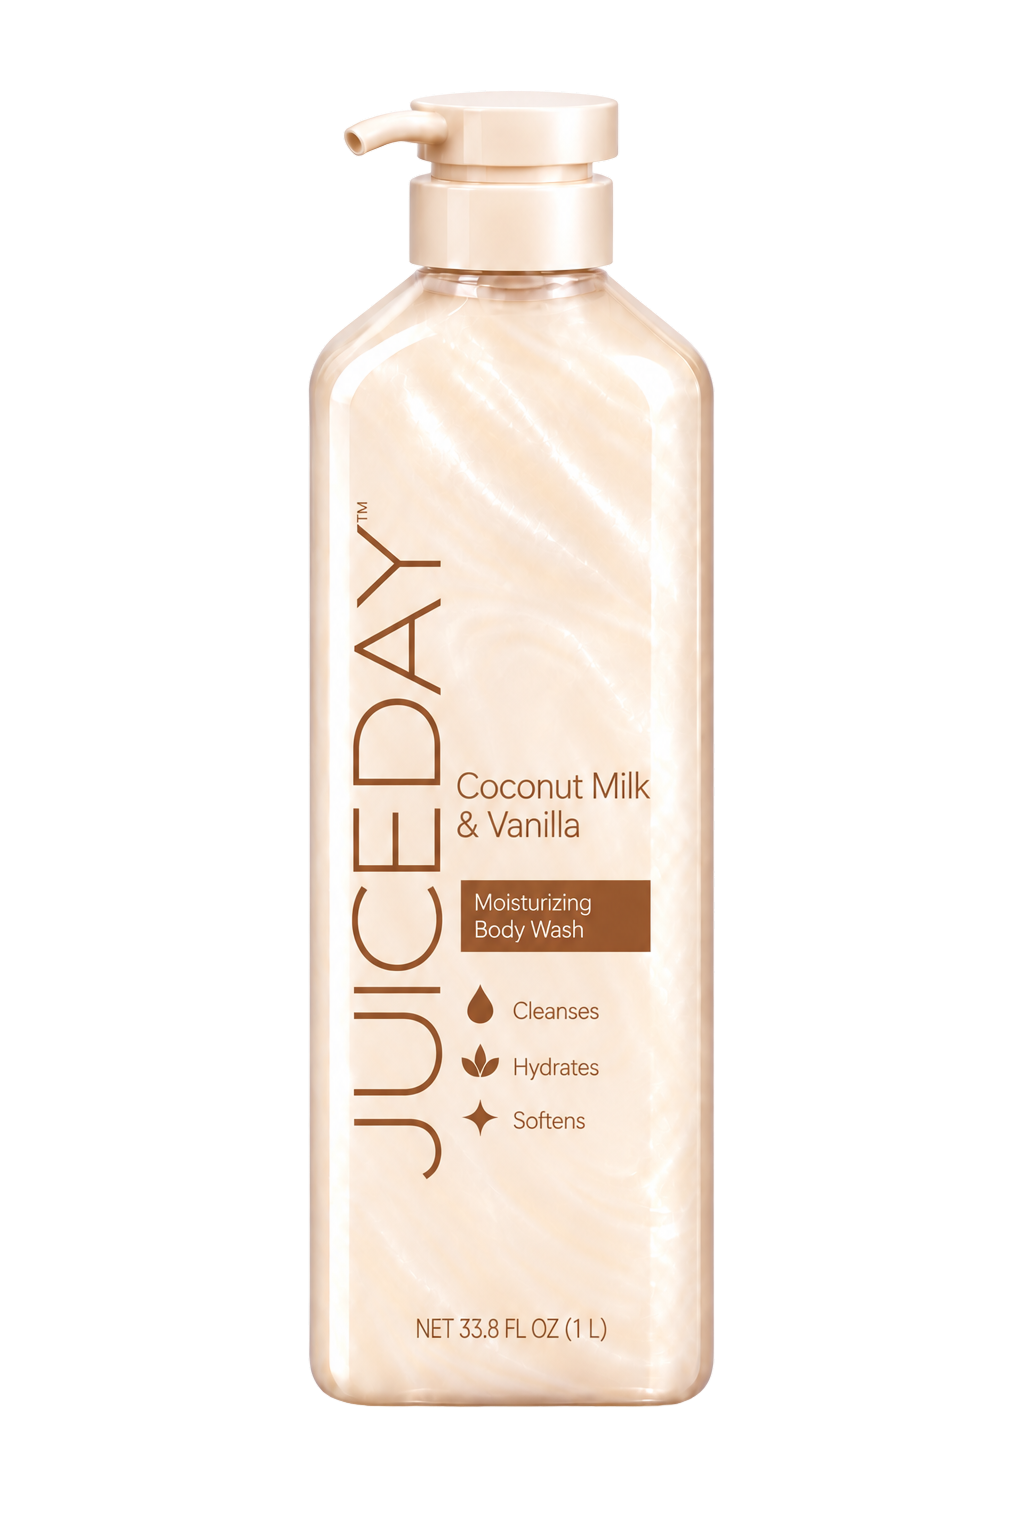 JUICEDAY™
Coconut Milk
& Vanilla
Moisturizing
Body Wash
Cleanses
Hydrates
Softens
NET 33.8 FL OZ (1 L)